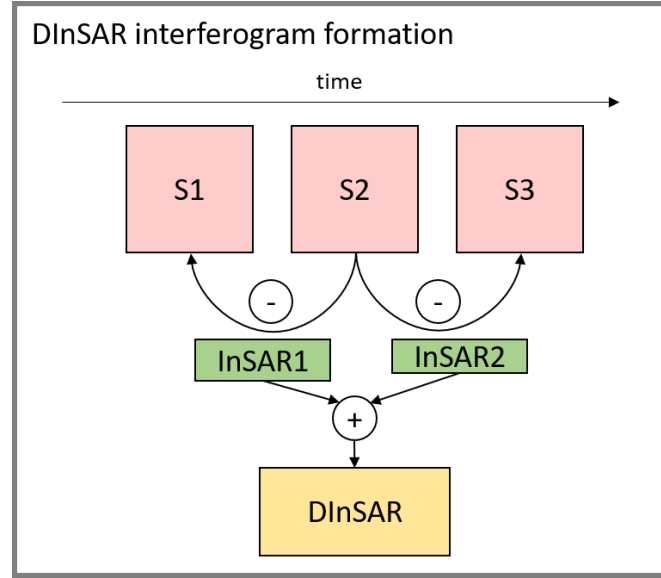 DInSAR interferogram formation
time
S1
S2
S3
-
-
InSAR1
InSAR2
+
DInSAR